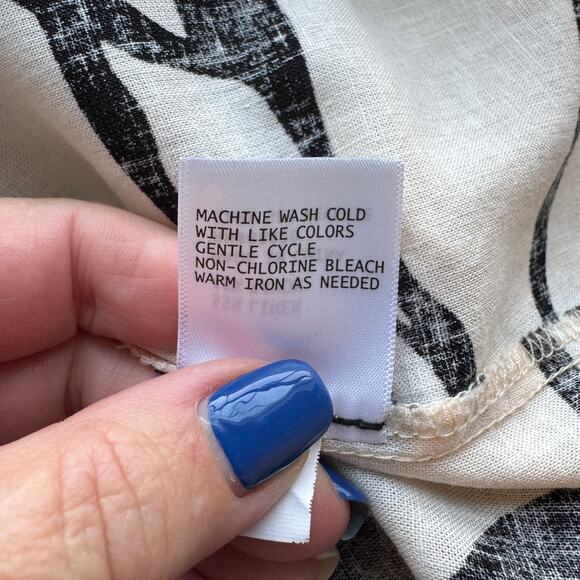 MACHINE WASH COLD
WITH LIKE COLORS
GENTLE CYCLE
NON-CHLORINE BLEACH
WARM IRON AS NEEDED